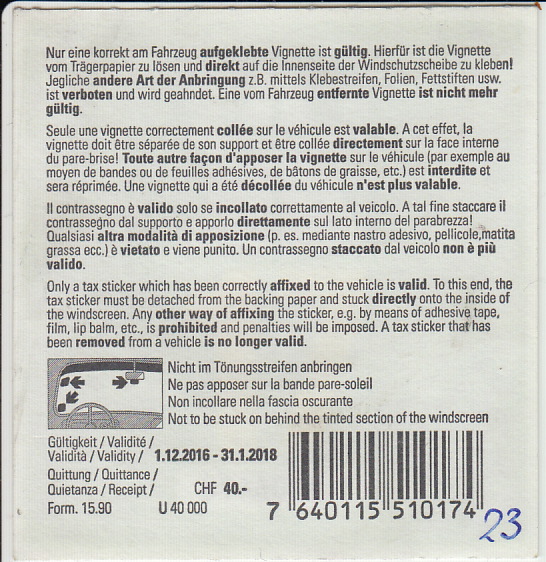 Nur eine korrekt am Fahrzeug aufgeklebte Vignette ist gültig. Hierfür ist die Vignette
vom Trägerpapier zu lösen und direkt auf die Innenseite der Windschutzscheibe zu kleben!
Jegliche andere Art der Anbringung z.B. mittels Klebestreifen, Folien, Fettstiften usw.
ist verboten und wird geahndet. Eine vom Fahrzeug entfernte Vignette ist nicht mehr
gültig.
Seule une vignette correctement collée sur le véhicule est valable. A cet effet, la
vignette doit être séparée de son support et être collée directement sur la face interne
du pare-brise! Toute autre façon d'apposer la vignette sur le véhicule (par exemple au
moyen de bandes ou de feuilles adhésives, de bâtons de graisse, etc.) est interdite et
sera réprimée. Une vignette qui a été décollée du véhicule n'est plus valable.
Il contrassegno è valido solo se incollato correttamente al veicolo. A tal fine staccare il
contrassegno dal supporto e apporlo direttamente sul lato interno del parabrezza!
Qualsiasi altra modalità di apposizione (p. es. mediante nastro adesivo, pellicole,matita
grassa ecc.) è vietato e viene punito. Un contrassegno staccato dal veicolo non è più
valido.
Only a tax sticker which has been correctly affixed to the vehicle is valid. To this end, the
tax sticker must be detached from the backing paper and stuck directly onto the inside of
the windscreen. Any other way of affixing the sticker, e.g. by means of adhesive tape,
film, lip balm, etc., is prohibited and penalties will be imposed. A tax sticker that has
been removed from a vehicle is no longer valid.
Nicht im Tönungsstreifen anbringen
Ne pas apposer sur la bande pare-soleil
Non incollare nella fascia oscurante
Not to be stuck on behind the tinted section of the windscreen
Gültigkeit / Validité /
Validità / Validity / 1.12.2016 - 31.1.2018
Quittung / Quittance /
Quietanza / Receipt / CHF 40.-
Form. 15.90 U 40 000
7 640115 510174
23